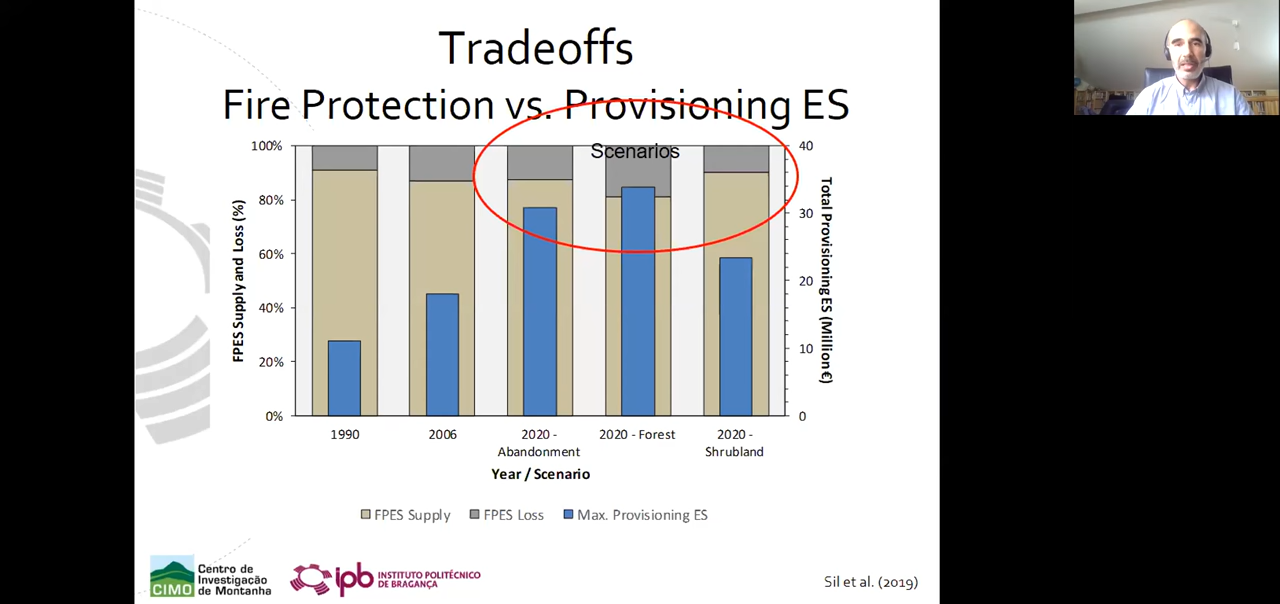 Tradeoffs
Fire Protection vs. Provisioning ES
Scenarios
FPES Supply and Loss (%)
100%
80%
60%
40%
20%
0%
40
30
20
10
0
Total Provisioning ES (Million €)
1990
2006
2020 -
Abandonment
2020 - Forest
2020 -
Shrubland
Year / Scenario
FPES Supply
FPES Loss
Max. Provisioning ES
CIMO
Centro de
Investigação
de Montanha
ipb
INSTITUTO POLITÉCNICO
DE BRAGANÇA
Sil et al. (2019)